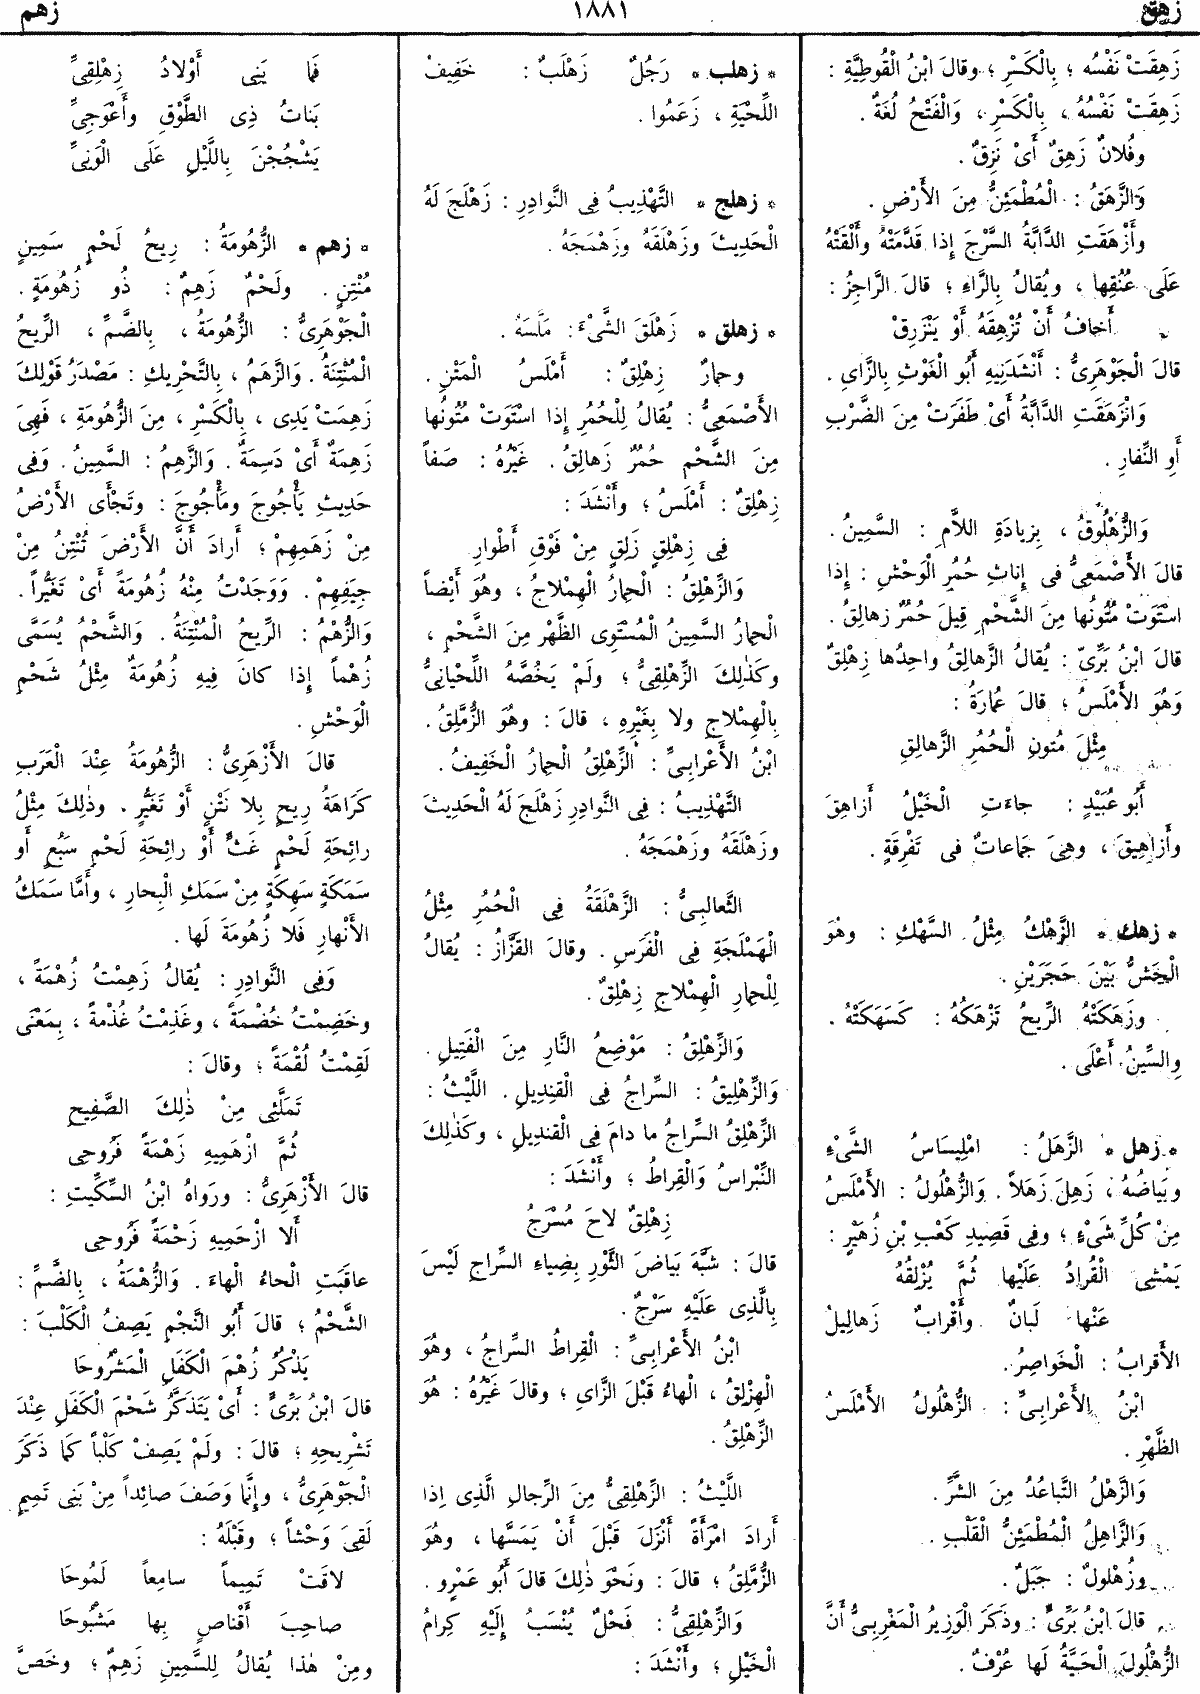 زهق
١٨٨١
زهم
زَهِقَتْ نَفْسُه ؛ بِالْكَسْرِ ؛ وقالَ ابْنُ الْقُوطِيَّةِ :
زَهِقَتْ نَفْسُهُ ، بِالْكَسْرِ ، وَالْفَتْحُ لُغَةٌ .
وفُلانٌ زَهِقٌ أَىْ نَزِقٌ .
وَالزَّهَقُ : الْمُطْمَئِنُّ مِنَ الأَرْضِ .
وأَزْهَقَتِ الدَّابَّةُ السَّرْجَ إِذا قَدَّمَتْهُ وأَلْقَتْهُ
عَلَى عُنُقِها ، ويُقالُ بِالرَّاءِ ؛ قالَ الرَّاجِزُ :
أَخافُ أَنْ تُزْهِقَهُ أَوْ يَنْزَرِقْ
قالَ الْجَوْهَرِىُّ : أَنْشَدَنِيهِ أَبُو الْغَوْثِ بِالزَّاىِ .
وَانْزَهَقَتِ الدَّابَّةُ أَىْ طَفَرَتْ مِنَ الضَّرْبِ
أَوِ النِّفارِ .
وَالزُّهْلُوقُ ، بِزِيادَةِ اللاَّمِ : السَّمِينُ .
قالَ الأَصْمَعِىُّ فى إِناثِ حُمُرِ الْوَحْشِ : إِذا
اسْتَوَتْ مُتُونُها مِنَ الشَّحْمِ قِيلَ حُمُرٌ زهالِقُ .
قالَ ابْنُ بَرِّىّ : يُقالُ الزَّهالِقُ واحِدُها زِهْلِقٌ
وَهُوَ الأَمْلَسُ ؛ قالَ عُمارَةُ :
مِثْلَ مُتونِ الْحُمُرِ الزَّهالِقِ
أَبُو عُبَيْدٍ : جاءَتِ الْخَيْلُ أَزاهِقَ
وأَزاهِيقَ ، وهِىَ جَماعاتٌ فى تَفْرِقَةٍ .
* زهك * الزَّهْكُ مِثْلُ السَّهْكِ : وهْوَ
الْجَشُّ بَيْنَ حَجَرَيْنِ .
وزَهَكَتْهُ الرِّيحُ تَزْهَكُهُ : كَسَهَكَتْهُ .
والسِّينُ أَعْلَى .
* زهل * الزَّهَلُ : امْلِيساسُ الشَّىْءِ
وبَياضُهُ ، زَهِلَ زَهَلاً . وَالزُّهْلُولُ : الأَمْلَسُ
مِنْ كُلِّ شَىْءٍ ؛ وفِى قَصِيدِ كَعْبِ بْنِ زُهَيْرٍ :
يَمْشِى الْقُرادُ عَلَيْها ثُمَّ يُزْلِقُهُ
عَنْها لَبانٌ وأَقْرابٌ زَهالِيلُ
الأَقرابُ : الْخَواصِرُ .
ابْنُ الأَعْرابِىِّ : الزُّهْلُولُ الأَمْلَسُ
الظَّهْرِ .
وَالزَّهْلُ التَّباعُدُ مِنَ الشَّرِّ .
وَالزَّاهِلُ الْمُطْمَئِنُّ الْقَلْبِ .
وزُهْلولٌ : جَبَلٌ .
قالَ ابْنُ بَرِّىٍّ : وذَكَرَ الْوَزِيرُ الْمَغْرِبِىُّ أَنَّ
الزُّهْلُولَ الْحَيَّةُ لَها عُرْفٌ .
* زهلب * رَجُلٌ زَهْلَبٌ : خَفِيفُ
اللِّحْيَةِ ، زَعَمُوا .
* زهلج * التَّهْذِيبُ فِى النَّوادِرِ : زَهْلَجَ لَهُ
الْحَدِيثَ وزَهْلَقَهُ وزَهْمَجَهُ .
* زهلق * زَهْلَقَ الشَّىْءَ : مَلَّسَهُ .
وحِمارٌ زِهْلِقٌ : أَمْلَسُ الْمَتْنِ .
الأَصْمَعِىُّ : يُقالُ لِلْحُمُرِ إِذا اسْتَوَتْ مُتُونُها
مِنَ الشَّحْمِ حُمُرٌ زَهالِقُ . غَيْرُهُ : صَفاً
زِهْلِقٌ : أَمْلَسُ ؛ وأَنْشَدَ :
فِى زِهْلِقٍ زَلِقٍ مِنْ فَوْقِ أَطْوارِ
وَالزِّهْلِقُ : الْحِمارُ الْهِمْلاجُ ، وهُوَ أَيْضاً
الْحِمارُ السَّمِينُ الْمُسْتَوِى الظَّهْرِ مِنَ الشَّحْمِ ،
وكَذٰلِكَ الزِّهْلِقِىُّ ؛ ولَمْ يَخُصَّهُ اللِّحْيانِىُّ
بِالْهِمْلاجِ ولا بِغَيْرِهِ ، قالَ : وهُوَ الزُّمَّلِقُ .
ابْنُ الأَعْرابِىِّ : الزِّهْلِقُ الْحِمارُ الْخَفِيفُ .
التَّهْذِيبُ : فِى النَّوادِرِ زَهْلَجَ لَهُ الْحَدِيثَ
وزَهْلَقَهُ وزَهْمَجَهُ .
الثَّعالِبِىُّ : الزَّهْلَقَةُ فِى الْحُمُرِ مِثْلُ
الْهَمْلَجَةِ فِى الْفَرَسِ . وقالَ الْقَزَّازُ : يُقالُ
لِلْحِمارِ الْهِمْلاجِ زِهْلِقٌ .
وَالزِّهْلِقُ : مَوْضِعُ النَّارِ مِنَ الْفَتِيلِ .
وَالزِّهْلِيقُ : السِّراجُ فِى الْقِنْدِيلِ . اللَّيْثُ :
الزِّهْلِقُ السِّراجُ ما دامَ فِى الْقِندِيلِ ، وكَذٰلِكَ
النِّبْراسُ وَالْقِراطُ ؛ وأَنْشَدَ :
زِهْلِقٌ لاحَ مُسْرَجُ
قالَ : شَبَّهَ بَياضَ الثَّوْرِ بِضِياءِ السِّراجِ لَيْسَ
بِالَّذِى عَلَيْهِ سَرْجٌ .
ابْنُ الأَعْرابِىِّ : الْقِراطُ السِّراجُ ، وهُوَ
الْهِزْلِقُ ، الْهاءُ قَبْلَ الزَّاىِ ؛ وقالَ غَيْرُهُ : هُوَ
الزِّهْلِقُ .
اللَّيْثُ : الزِّهْلِقِىُّ مِنَ الرِّجالِ الَّذِى إِذا
أَرادَ امْرَأَةً أَنْزَلَ قَبْلَ أَنْ يَمَسَّها ، وهُوَ
الزُّمَّلِقُ ؛ قالَ : ونَحْوَ ذٰلِكَ قالَ أَبُو عَمْرٍو .
وَالزِّهْلِقِىُّ : فَحْلٌ يُنْسَبُ إِلَيْهِ كِرامُ
الْخَيْلِ ؛ وأَنْشَدَ :
فَما يَنِى أَوْلادُ زِهْلِقِىِّ
بَناتُ ذِى الطَّوْقِ وأَعْوَجِىِّ
يَشْجُجْنَ بِاللَّيْلِ عَلَى الْوَنِىِّ
* زهم * الزُّهُومَةُ : رِيحُ لَحْمٍ سَمِينٍ
مُنْتِنٍ . ولَحْمٌ زَهِمٌ : ذُو زُهُومَةٍ .
الْجَوْهَرِىُّ : الزُّهُومَةُ ، بِالضَّمِّ ، الرِّيحُ
الْمُنْتِنَةُ . وَالزَّهَمُ ، بِالتَّحْرِيكِ : مَصْدَرُ قَوْلِكَ
زَهِمَتْ يَدِى ، بِالْكَسْرِ ، مِنَ الزُّهُومَةِ ، فَهِىَ
زَهِمَةٌ أَىْ دَسِمَةٌ . وَالزَّهِمُ : السَّمِينُ . وَفِى
حَدِيثِ يَأْجُوجَ ومَأْجُوجَ : وتَجْأَى الأَرْضُ
مِنْ زَهَمِهِمْ ؛ أَرادَ أَنَّ الأَرْضَ تُنْتِنُ مِنْ
جِيَفِهِمْ . وَوَجَدْتُ مِنْهُ زُهُومَةً أَىْ تَغَيُّراً .
وَالزُّهْمُ : الرِّيحُ الْمُنْتِنَةُ . وَالشَّحْمُ يُسَمَّى
زُهْماً إِذا كانَ فِيهِ زُهُومَةٌ مِثْلُ شَحْمِ
الْوَحْشِ .
قالَ الأَزْهَرِىُّ : الزُّهُومَةُ عِنْدَ الْعَرَبِ
كَرَاهَةُ رِيحٍ بِلا نَتْنٍ أَوْ تَغَيُّرٍ . وذٰلِكَ مِثْلُ
رائِحَةِ لَحْمٍ غَثٍّ أَوْ رائِحَةِ لَحْمِ سَبُعٍ أَو
سَمَكَةٍ سَهِكَةٍ مِنْ سَمَكِ الْبِحارِ ، وأَمَّا سَمَكُ
الأَنْهارِ فَلا زُهُومَةَ لَها .
وَفِى النَّوادِرِ : يُقالُ زَهِمْتُ زُهْمَةً ،
وخَضِمْتُ خُضْمَةً ، وغَذِمْتُ غُذْمةً ، بِمَعْنَى
لَقِمْتُ لُقْمَةً ؛ وقالَ :
تَمَلَّئِى مِنْ ذٰلِكَ الصَّفِيحِ
ثُمَّ ازْهَمِيهِ زَهْمَةً فَرُوحِى
قالَ الأَزْهَرِىُّ : ورَواهُ ابْنُ السِّكِّيتِ :
أَلا ازْحَمِيهِ زَحْمَةً فَرُوحِى
عاقَبَتِ الْحاءُ الْهاءَ . وَالزُّهْمَةُ ، بِالضَّمِّ :
الشَّحْمُ ؛ قالَ أَبُو النَّجْمِ يَصِفُ الْكَلْبَ :
يَذْكُرُ زُهْمَ الْكَفَلِ الْمَشْرُوحَا
قالَ ابْنُ بَرِّىٍّ : أَىْ يَتَذَكَّرُ شَحْمَ الْكَفَلِ عِنْدَ
تَشْرِيحِهِ ؛ قالَ : ولَمْ يَصِفْ كَلْباً كَما ذَكَرَ
الْجَوْهَرِىُّ ، وإِنَّما وَصَفَ صائِداً مِنْ بَنِى تَمِيمٍ
لَقِىَ وَحْشاً ؛ وقَبْلَهُ :
لاقَتْ تَمِيماً سامِعاً لَمُوحَا
صاحِبَ أَقْناصٍ بِها مَشْبُوحَا
ومِنْ هٰذا يُقالُ لِلسَّمِينِ زَهِمٌ ؛ وخَصَّ